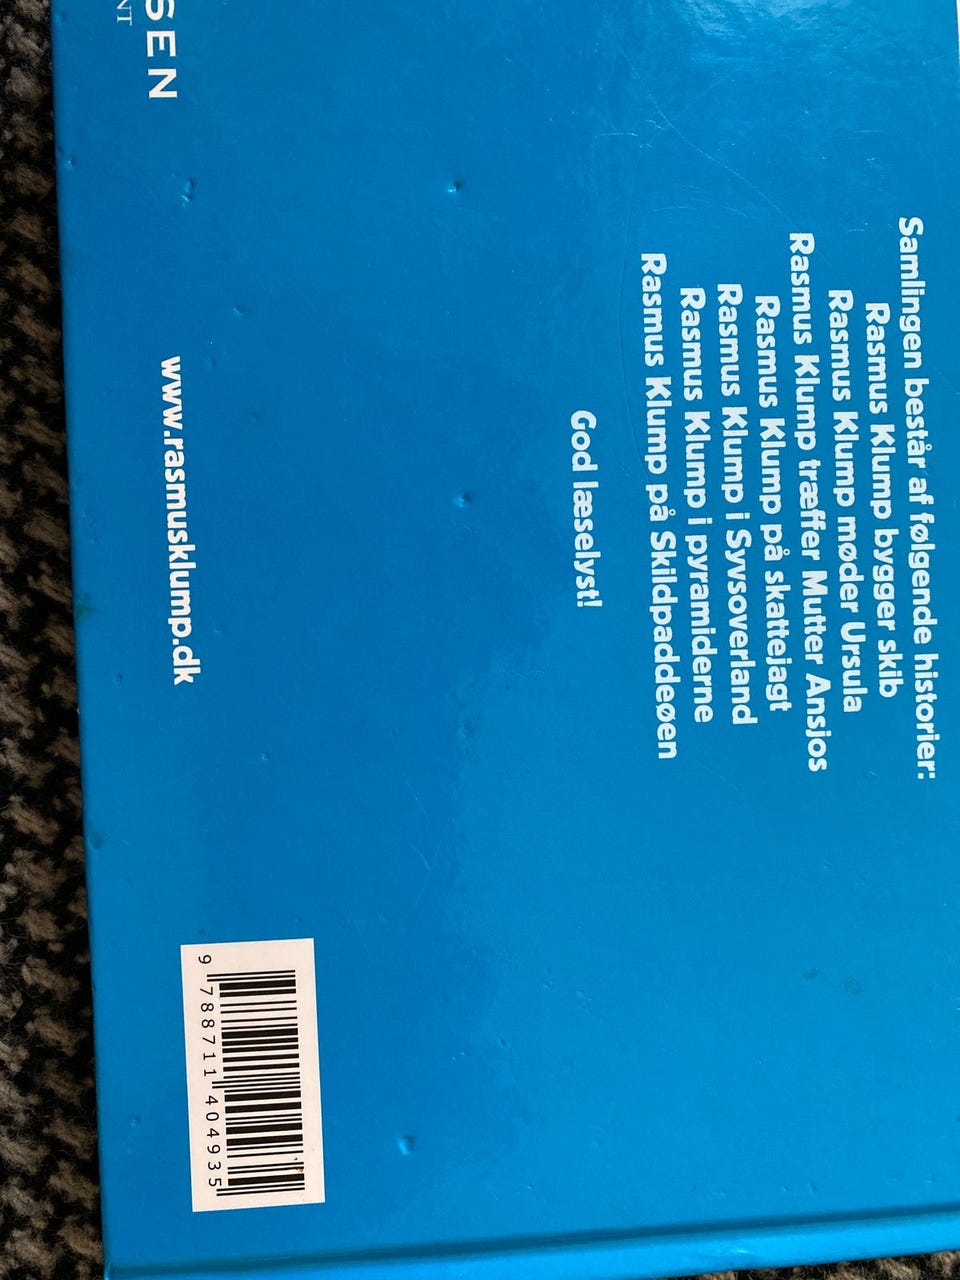 Samlingen består af følgende historier:
Rasmus Klump bygger skib
Rasmus Klump møder Ursula
Rasmus Klump træffer Mutter Ansjos
Rasmus Klump på skattejagt
Rasmus Klump i Syvsoverland
Rasmus Klump i pyramiderne
Rasmus Klump på Skildpaddeøen
God læselyst!
SEN
NT
www.rasmusklump.dk
9 788711 404935